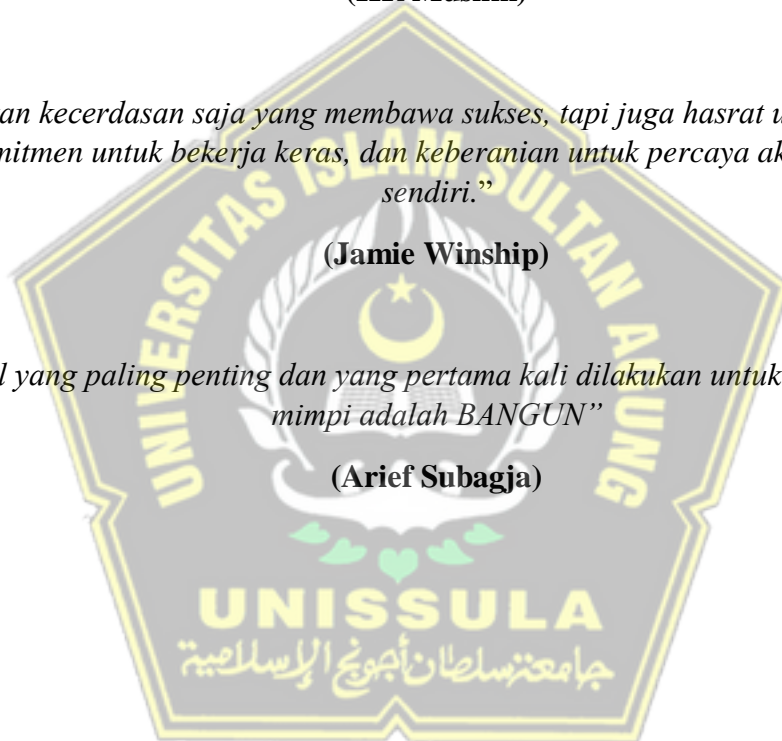 an kecerdasan saja yang membawa sukses, tapi juga hasrat u
mitmen untuk bekerja keras, dan keberanian untuk percaya ak
sendiri.”
(Jamie Winship)
l yang paling penting dan yang pertama kali dilakukan untuk
mimpi adalah BANGUN”
(Arief Subagja)
UNIVERSITAS ISLAM SULTAN AGUNG
UNISSULA
جامعة سلطان أجونج الإسلامية